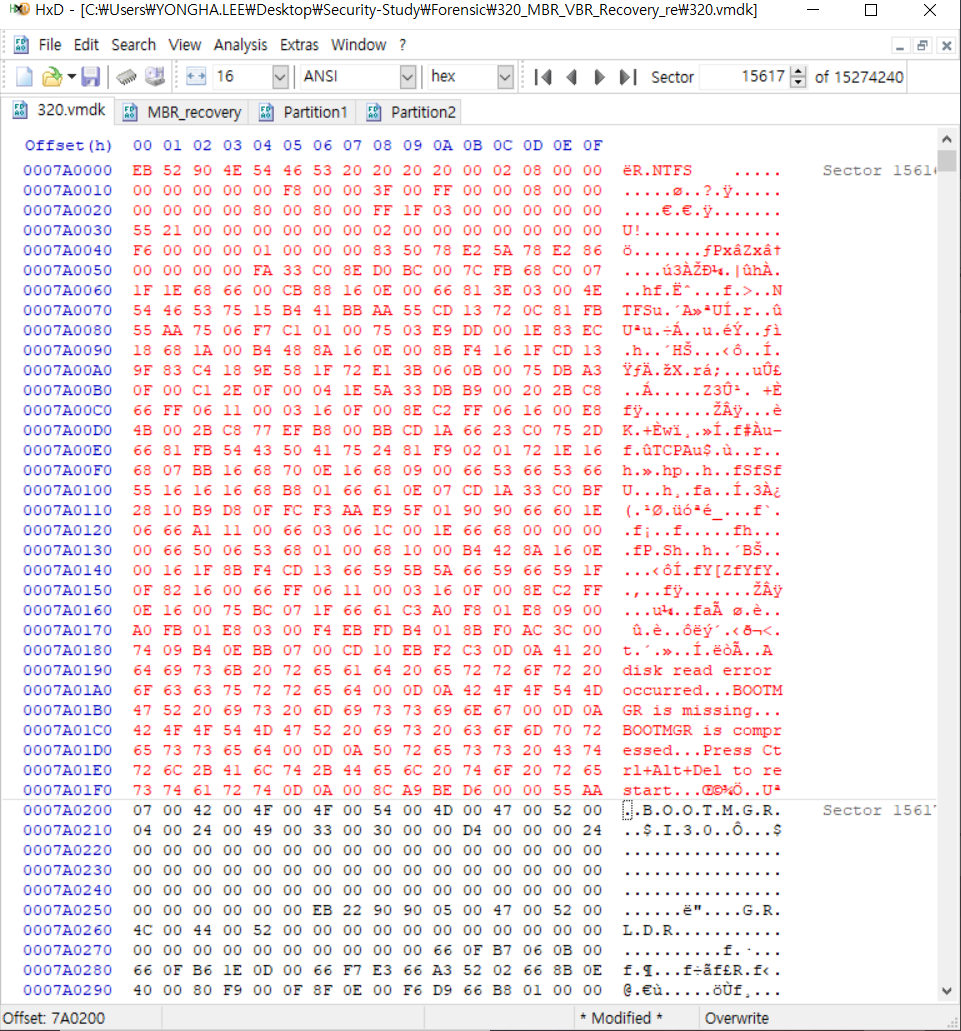 HxD - [C:₩Users₩YONGHA.LEE₩Desktop₩Security-Study₩Forensic₩320_MBR_VBR_Recovery_re₩320.vmdk]
File Edit Search View Analysis Extras Window ?
16 ANSI hex Sector 15617 of 15274240
320.vmdk MBR_recovery Partition1 Partition2
Offset(h) 00 01 02 03 04 05 06 07 08 09 0A 0B 0C 0D 0E 0F
0007A0000 EB 52 90 4E 54 46 53 20 20 20 20 00 02 08 00 00 ëR.NTFS ..... Sector 15616
0007A0010 00 00 00 00 00 F8 00 00 3F 00 FF 00 00 08 00 00 .....ø..?.ÿ.....
0007A0020 00 00 00 00 80 00 80 00 FF 1F 03 00 00 00 00 00 ....€.€.ÿ.......
0007A0030 55 21 00 00 00 00 00 00 02 00 00 00 00 00 00 00 U!..............
0007A0040 F6 00 00 00 01 00 00 00 83 50 78 E2 5A 78 E2 86 ö.......ƒPxâZxâ†
0007A0050 00 00 00 00 FA 33 C0 8E D0 BC 00 7C FB 68 C0 07 ....ú3ÀŽÐ¼.|ûhÀ.
0007A0060 1F 1E 68 66 00 CB 88 16 0E 00 66 81 3E 03 00 4E ..hf.Ëˆ...f.>..N
0007A0070 54 46 53 75 15 B4 41 BB AA 55 CD 13 72 0C 81 FB TFSu.´A»ªUÍ.r..û
0007A0080 55 AA 75 06 F7 C1 01 00 75 03 E9 DD 00 1E 83 EC Uªu.÷Á..u.éÝ..ƒì
0007A0090 18 68 1A 00 B4 48 8A 16 0E 00 8B F4 16 1F CD 13 .h..´HŠ...‹ô..Í.
0007A00A0 9F 83 C4 18 9E 58 1F 72 E1 3B 06 0B 00 75 DB A3 ŸƒÄ.žX.rá;...uÛ£
0007A00B0 0F 00 C1 2E 0F 00 04 1E 5A 33 DB B9 00 20 2B C8 ..Á.....Z3Û¹. +È
0007A00C0 66 FF 06 11 00 03 16 0F 00 8E C2 FF 06 16 00 E8 fÿ.......ŽÂÿ...è
0007A00D0 4B 00 2B C8 77 EF B8 00 BB CD 1A 66 23 C0 75 2D K.+Èwï¸.»Í.f#Àu-
0007A00E0 66 81 FB 54 43 50 41 75 24 81 F9 02 01 72 1E 16 f.ûTCPAu$.ù..r..
0007A00F0 68 07 BB 16 68 70 0E 16 68 09 00 66 53 66 53 66 h.».hp..h..fSfSf
0007A0100 55 16 16 16 68 B8 01 66 61 0E 07 CD 1A 33 C0 BF U...h¸.fa..Í.3À¿
0007A0110 28 10 B9 D8 0F FC F3 AA E9 5F 01 90 90 66 60 1E (.¹Ø.üóªé_...f`.
0007A0120 06 66 A1 11 00 66 03 06 1C 00 1E 66 68 00 00 00 .f¡..f.....fh...
0007A0130 00 66 50 06 53 68 01 00 68 10 00 B4 42 8A 16 0E .fP.Sh..h..´BŠ..
0007A0140 00 16 1F 8B F4 CD 13 66 59 5B 5A 66 59 66 59 1F ...‹ôÍ.fY[ZfYfY.
0007A0150 0F 82 16 00 66 FF 06 11 00 03 16 0F 00 8E C2 FF .‚..fÿ.......ŽÂÿ
0007A0160 0E 16 00 75 BC 07 1F 66 61 C3 A0 F8 01 E8 09 00 ...u¼..faÃ ø.è..
0007A0170 A0 FB 01 E8 03 00 F4 EB FD B4 01 8B F0 AC 3C 00  û.è..ôëý´.‹ð¬<.
0007A0180 74 09 B4 0E BB 07 00 CD 10 EB F2 C3 0D 0A 41 20 t.´.»..Í.ëòÃ..A
0007A0190 64 69 73 6B 20 72 65 61 64 20 65 72 72 6F 72 20 disk read error
0007A01A0 6F 63 63 75 72 72 65 64 00 0D 0A 42 4F 4F 54 4D occurred...BOOTM
0007A01B0 47 52 20 69 73 20 6D 69 73 73 69 6E 67 00 0D 0A GR is missing...
0007A01C0 42 4F 4F 54 4D 47 52 20 69 73 20 63 6F 6D 70 72 BOOTMGR is compr
0007A01D0 65 73 73 65 64 00 0D 0A 50 72 65 73 73 20 43 74 essed...Press Ct
0007A01E0 72 6C 2B 41 6C 74 2B 44 65 6C 20 74 6F 20 72 65 rl+Alt+Del to re
0007A01F0 73 74 61 72 74 0D 0A 00 8C A9 BE D6 00 00 55 AA start...Œ©¾Ö..Uª
0007A0200 07 00 42 00 4F 00 4F 00 54 00 4D 00 47 00 52 00 ..B.O.O.T.M.G.R. Sector 15617
0007A0210 04 00 24 00 49 00 33 00 30 00 00 D4 00 00 00 24 ..$.I.3.0..Ô...$
0007A0220 00 00 00 00 00 00 00 00 00 00 00 00 00 00 00 00 ................
0007A0230 00 00 00 00 00 00 00 00 00 00 00 00 00 00 00 00 ................
0007A0240 00 00 00 00 00 00 00 00 00 00 00 00 00 00 00 00 ................
0007A0250 00 00 00 00 00 00 EB 22 90 90 05 00 47 00 52 00 ......ë"....G.R.
0007A0260 4C 00 44 00 52 00 00 00 00 00 00 00 00 00 00 00 L.D.R...........
0007A0270 00 00 00 00 00 00 00 00 00 00 66 0F B7 06 0B 00 ..........f.·...
0007A0280 66 0F B6 1E 0D 00 66 F7 E3 66 A3 52 02 66 8B 0E f.¶...f÷ãf£R.f‹.
0007A0290 40 00 80 F9 00 0F 8F 0E 00 F6 D9 66 B8 01 00 00 @.€ù.....öÙf¸...
Offset: 7A0200 * Modified * Overwrite